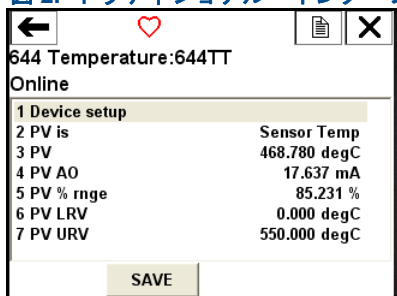 644 Temperature:644TT
Online
1 Device setup
2 PV is Sensor Temp
3 PV 468.780 degC
4 PV AO 17.637 mA
5 PV % rnge 85.231 %
6 PV LRV 0.000 degC
7 PV URV 550.000 degC
SAVE